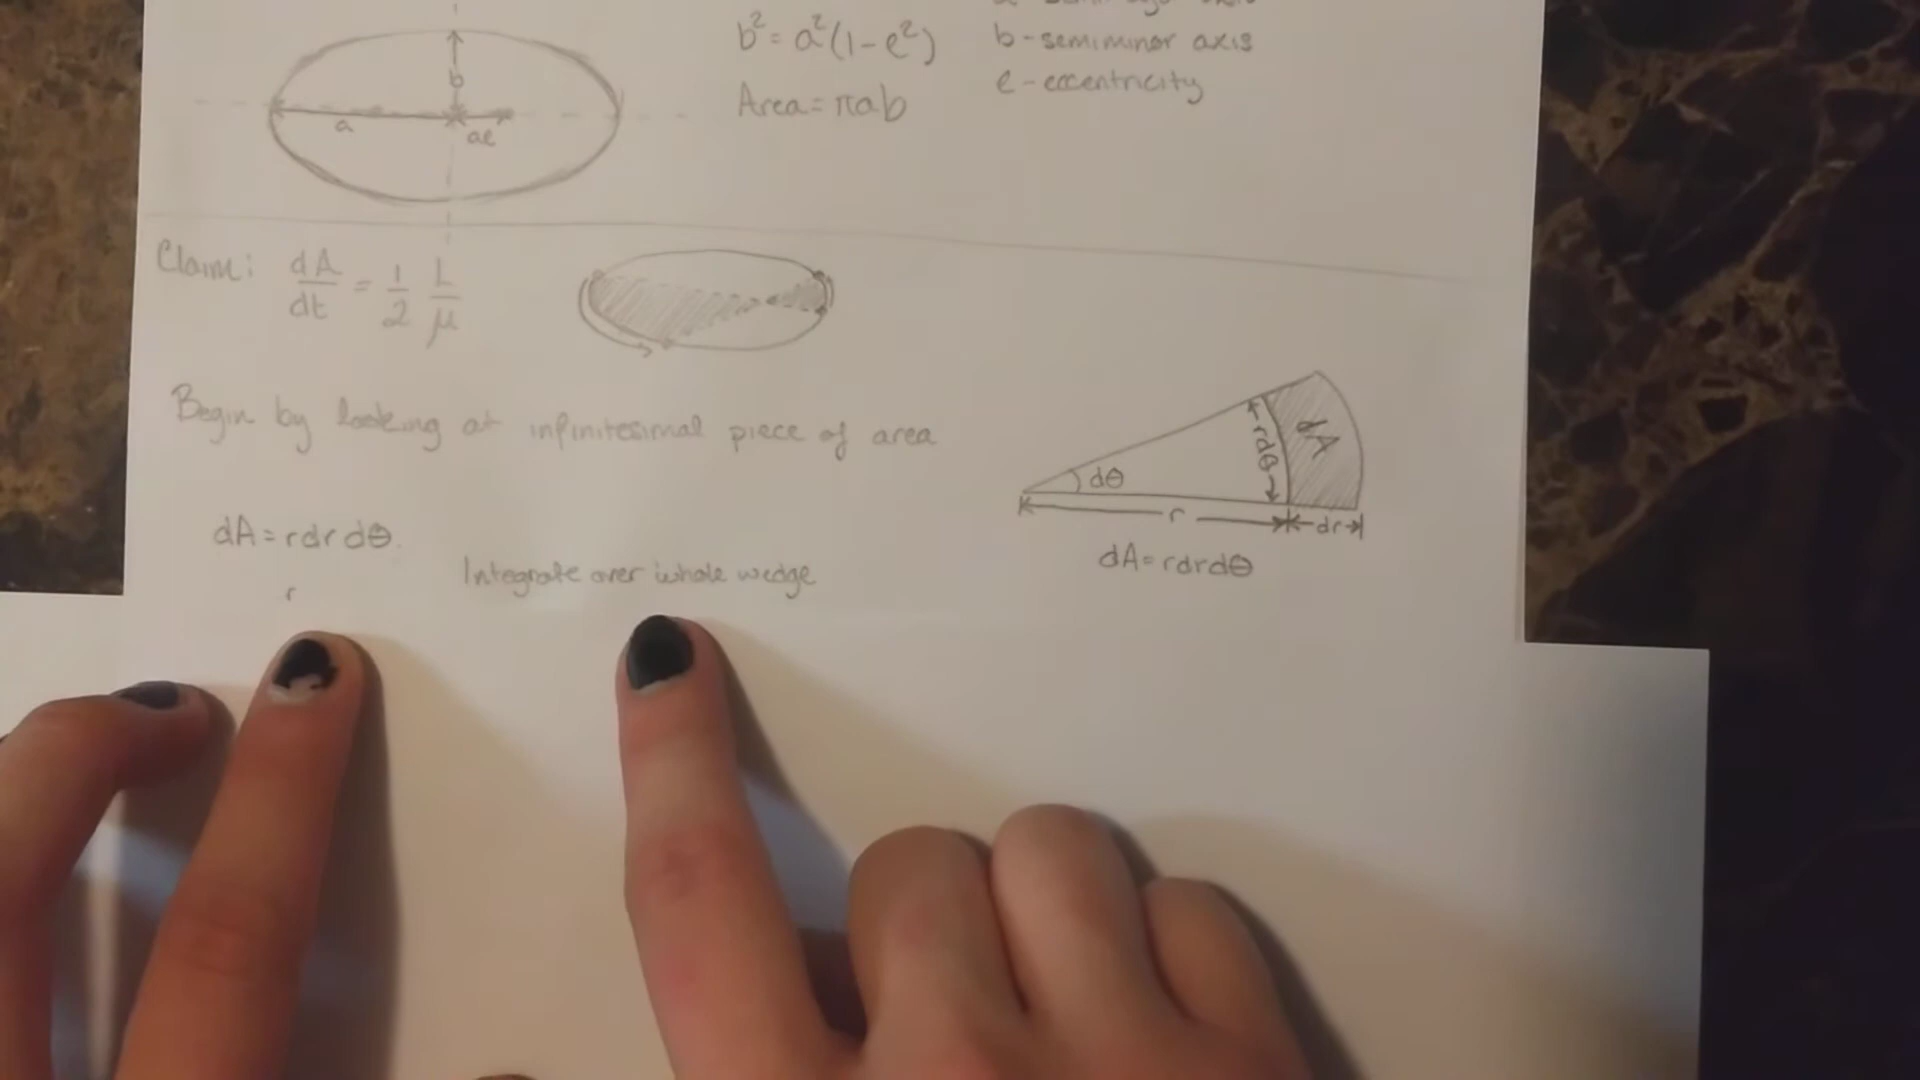 b² = a²(1-e²)
b - semiminor axis
Area = πab
e - eccentricity
b
a
ae
Claim: dA/dt = 1/2 L/μ
Begin by looking at infinitesimal piece of area
dA
rdθ
dθ
r
dr
dA = rdrdθ
dA = rdrdθ.
Integrate over whole wedge
r